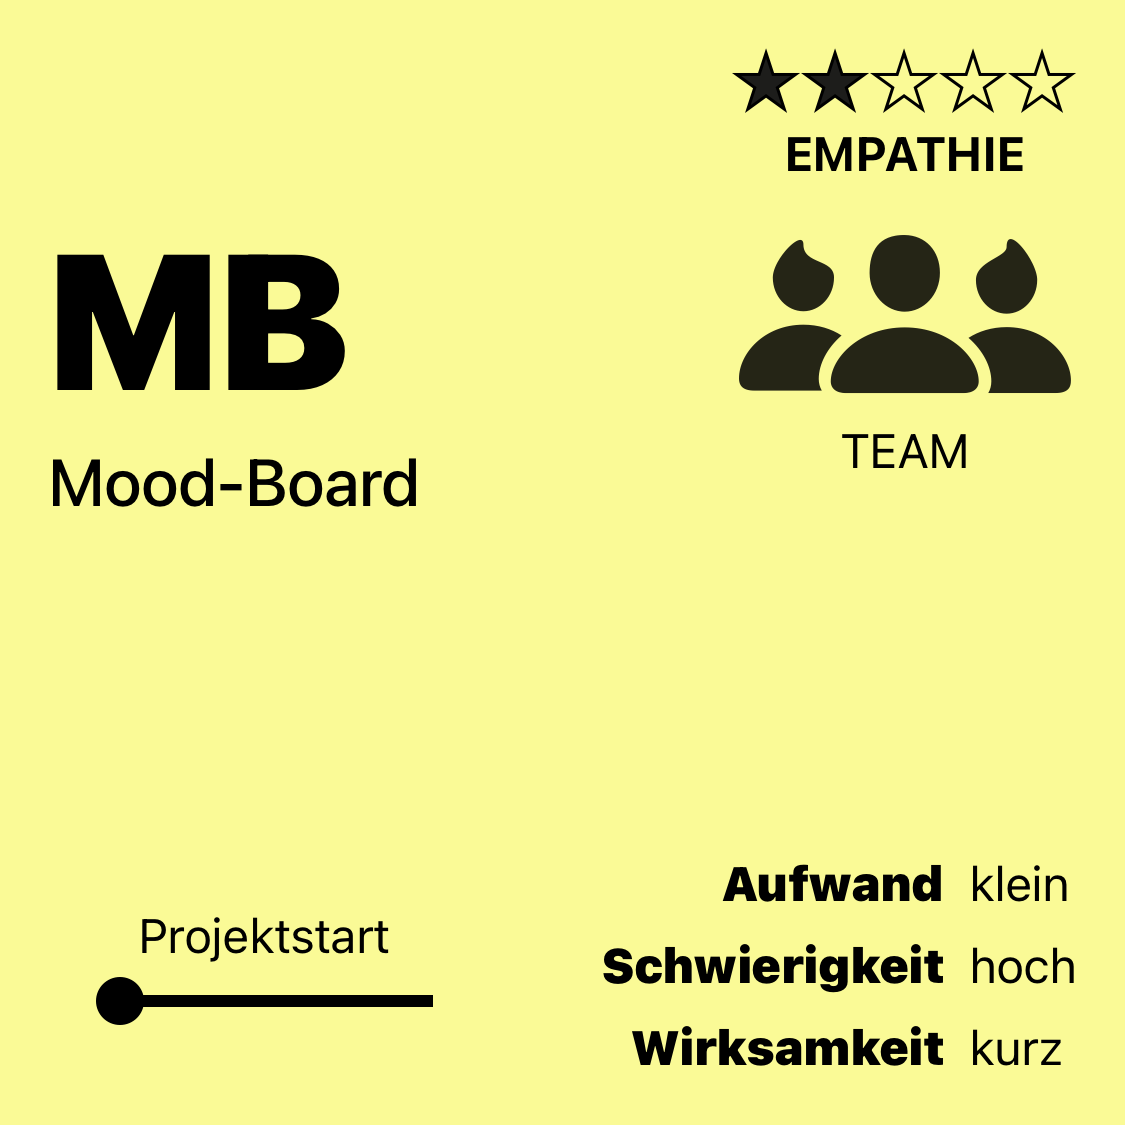 ★★☆☆☆
EMPATHIE
MB
Mood-Board
TEAM
Projektstart
Aufwand klein
Schwierigkeit hoch
Wirksamkeit kurz